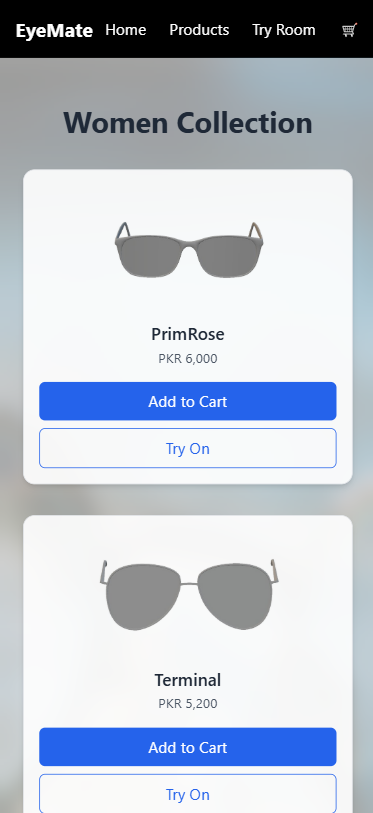 EyeMate Home Products Try Room
Women Collection
PrimRose
PKR 6,000
Add to Cart
Try On
Terminal
PKR 5,200
Add to Cart
Try On